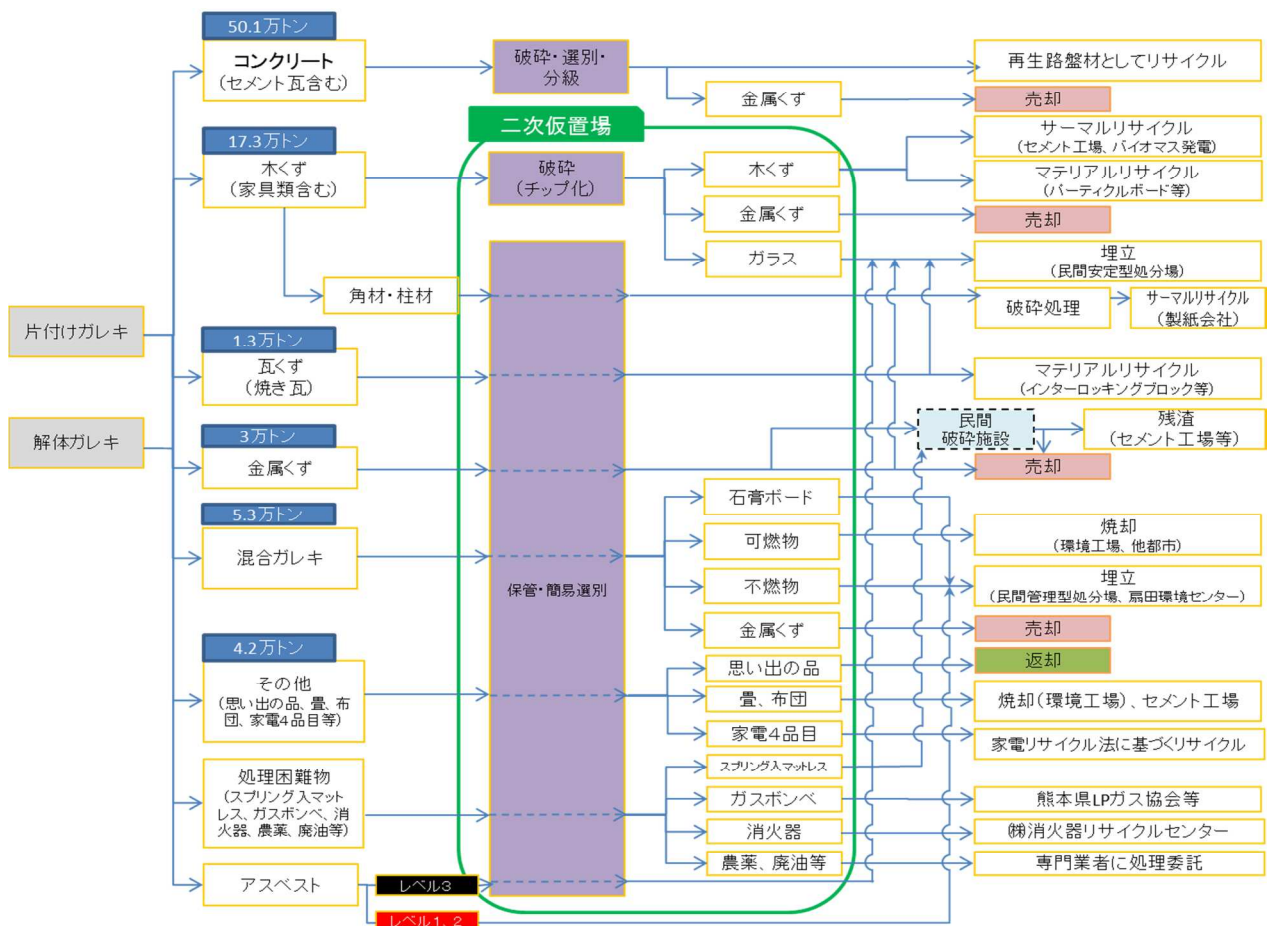 片付けガレキ
解体ガレキ
50.1万トン
コンクリート
(セメント瓦含む)
17.3万トン
木くず
(家具類含む)
角材・柱材
1.3万トン
瓦くず
(焼き瓦)
3万トン
金属くず
5.3万トン
混合ガレキ
4.2万トン
その他
(思い出の品、畳、布
団、家電4品目等)
処理困難物
(スプリング入マット
レス、ガスボンベ、消
火器、農薬、廃油等)
アスベスト
レベル3
レベル1、2
二次仮置場
破砕・選別・
分級
破砕
(チップ化)
保管・簡易選別
金属くず
木くず
金属くず
ガラス
石膏ボード
可燃物
不燃物
金属くず
思い出の品
畳、布団
家電4品目
スプリング入マットレス
ガスボンベ
消火器
農薬、廃油等
再生路盤材としてリサイクル
売却
サーマルリサイクル
(セメント工場、バイオマス発電)
マテリアルリサイクル
(パーティクルボード等)
売却
埋立
(民間安定型処分場)
破砕処理
サーマルリサイクル
(製紙会社)
マテリアルリサイクル
(インターロッキングブロック等)
民間
破砕施設
残渣
(セメント工場等)
売却
焼却
(環境工場、他都市)
埋立
(民間管理型処分場、扇田環境センター)
売却
返却
焼却(環境工場)、セメント工場
家電リサイクル法に基づくリサイクル
熊本県LPガス協会等
㈱消火器リサイクルセンター
専門業者に処理委託